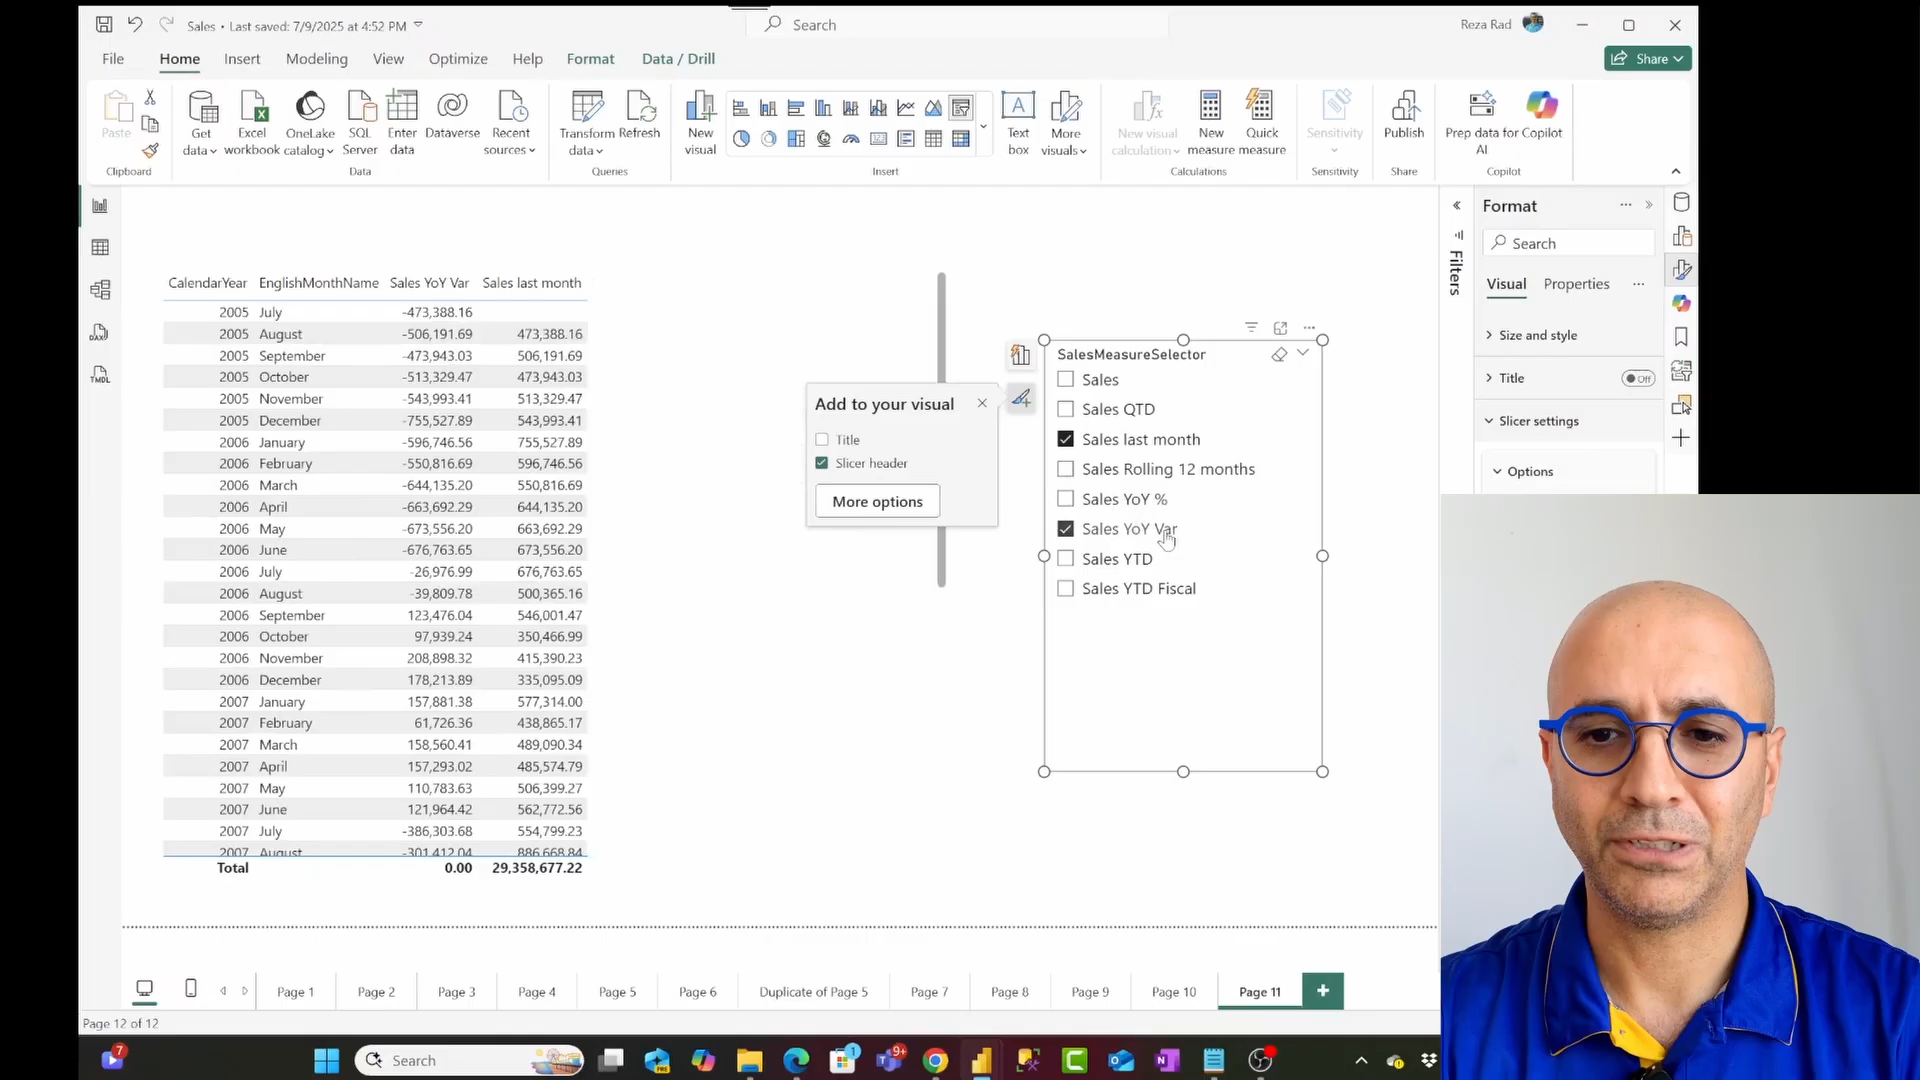 Sales • Last saved: 7/9/2025 at 4:52 PM
Search
Reza Rad
File Home Insert Modeling View Optimize Help Format Data / Drill
Share
Paste
Get data
Excel workbook
OneLake catalog
SQL Server
Enter data
Dataverse
Recent sources
Transform data
Refresh
New visual
Text box
More visuals
New visual calculation
New measure
Quick measure
Sensitivity
Publish
Prep data for AI
Copilot
Clipboard
Data
Queries
Insert
Calculations
Sensitivity
Share
Copilot
CalendarYear EnglishMonthName Sales YoY Var Sales last month
2005 July -473,388.16
2005 August -506,191.69 473,388.16
2005 September -473,943.03 506,191.69
2005 October -513,329.47 473,943.03
2005 November -543,993.41 513,329.47
2005 December -755,527.89 543,993.41
2006 January -596,746.56 755,527.89
2006 February -550,816.69 596,746.56
2006 March -644,135.20 550,816.69
2006 April -663,692.29 644,135.20
2006 May -673,556.20 663,692.29
2006 June -676,763.65 673,556.20
2006 July -26,976.99 676,763.65
2006 August -39,809.78 500,365.16
2006 September 123,476.04 546,001.47
2006 October 97,939.24 350,466.99
2006 November 208,898.32 415,390.23
2006 December 178,213.89 335,095.09
2007 January 157,881.38 577,314.00
2007 February 61,726.36 438,865.17
2007 March 158,560.41 489,090.34
2007 April 157,293.02 485,574.79
2007 May 110,783.63 506,399.27
2007 June 121,964.42 562,772.56
2007 July -386,303.68 554,799.23
2007 August -301,412.04 886,668.84
Total 0.00 29,358,677.22
Add to your visual
Title
Slicer header
More options
SalesMeasureSelector
Sales
Sales QTD
Sales last month
Sales Rolling 12 months
Sales YoY %
Sales YoY Var
Sales YTD
Sales YTD Fiscal
Filters
Format
Search
Visual Properties
Size and style
Title Off
Slicer settings
Options
DAX
TMDL
Page 1 Page 2 Page 3 Page 4 Page 5 Page 6 Duplicate of Page 5 Page 7 Page 8 Page 9 Page 10 Page 11
Page 12 of 12
7
Search
PRE
1
9+